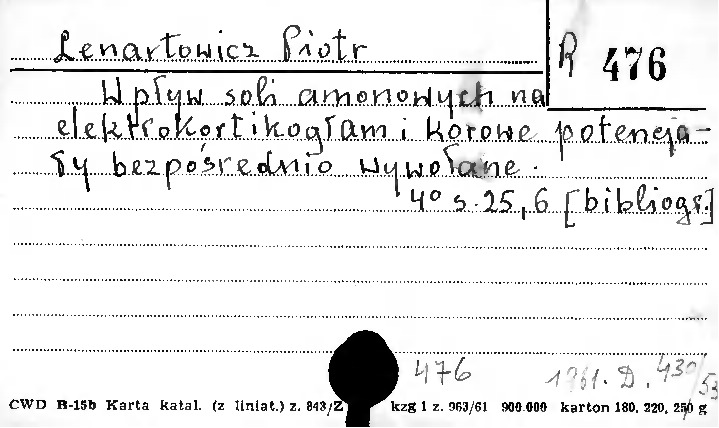 Lenartowicz Piotr
R 476
Wpływ soli amonowych na
elektrokortikogram i korowe potencja-
ły bezpośrednio wywołane.
4° s. 25, 6 [bibliogr.]
476 1961. D. 430/53
CWD B-15b Karta katal. (z liniat.) z. 843/Z kzg 1 z. 963/61 900.000 karton 180, 220, 250 g